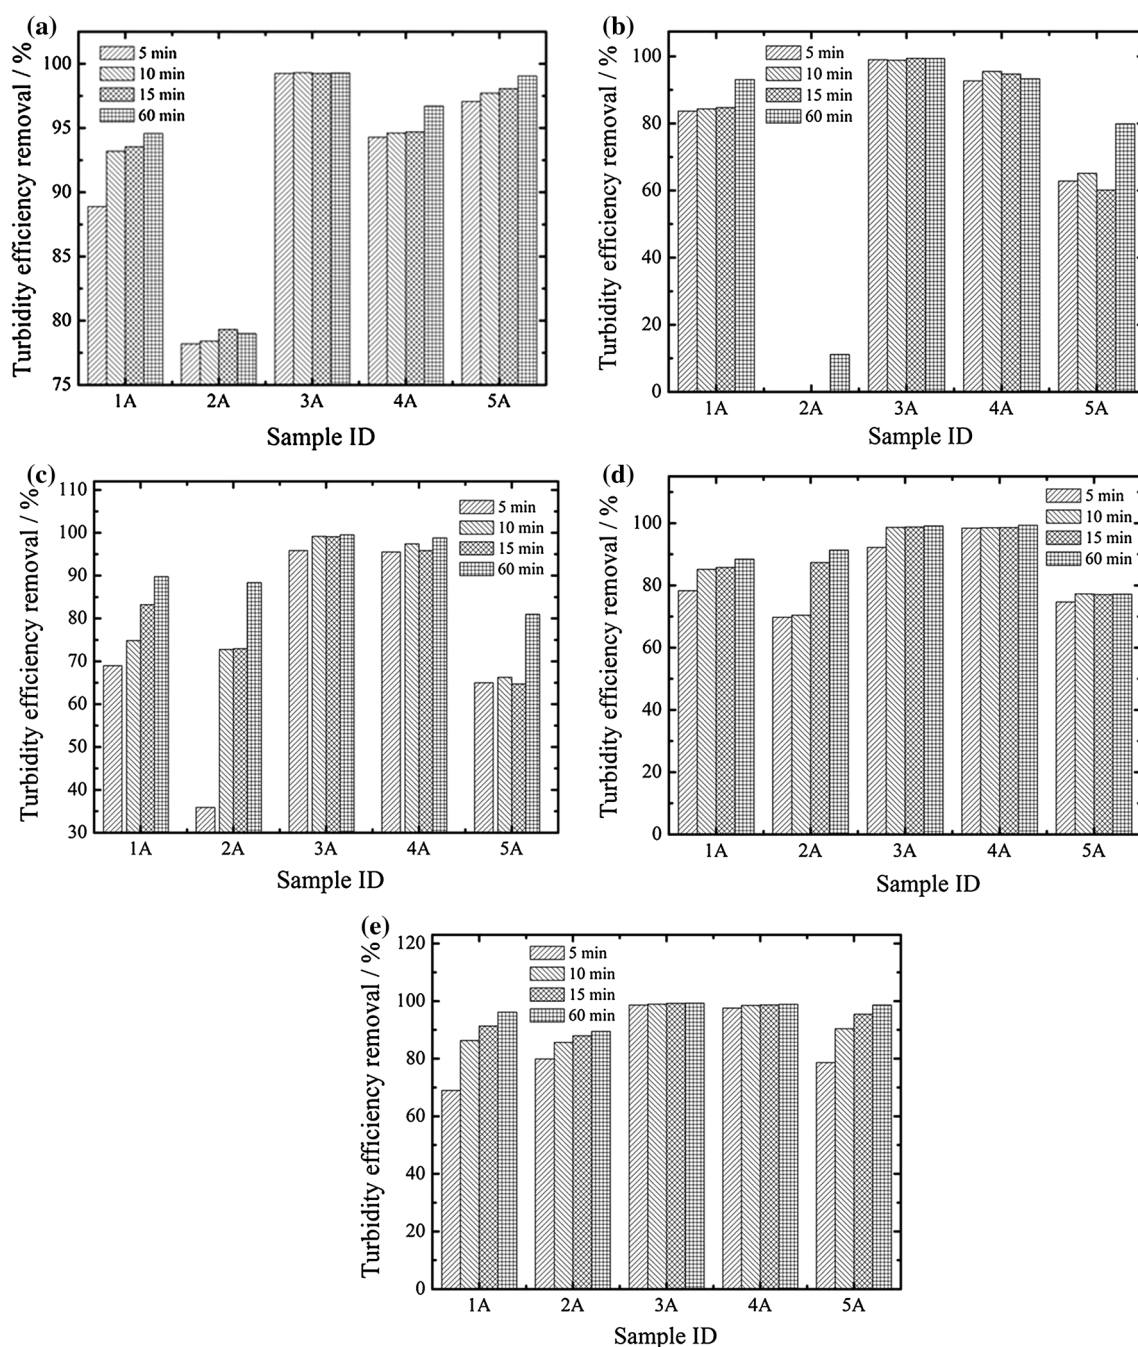 (a)
Turbidity efficiency removal / %
100
95
90
85
80
75
5 min
10 min
15 min
60 min
1A 2A 3A 4A 5A
Sample ID
(b)
Turbidity efficiency removal / %
100
80
60
40
20
0
5 min
10 min
15 min
60 min
1A 2A 3A 4A 5A
Sample ID
(c)
Turbidity efficiency removal / %
110
100
90
80
70
60
50
40
30
5 min
10 min
15 min
60 min
1A 2A 3A 4A 5A
Sample ID
(d)
Turbidity efficiency removal / %
100
80
60
40
20
0
5 min
10 min
15 min
60 min
1A 2A 3A 4A 5A
Sample ID
(e)
Turbidity efficiency removal / %
120
100
80
60
40
20
0
5 min
10 min
15 min
60 min
1A 2A 3A 4A 5A
Sample ID